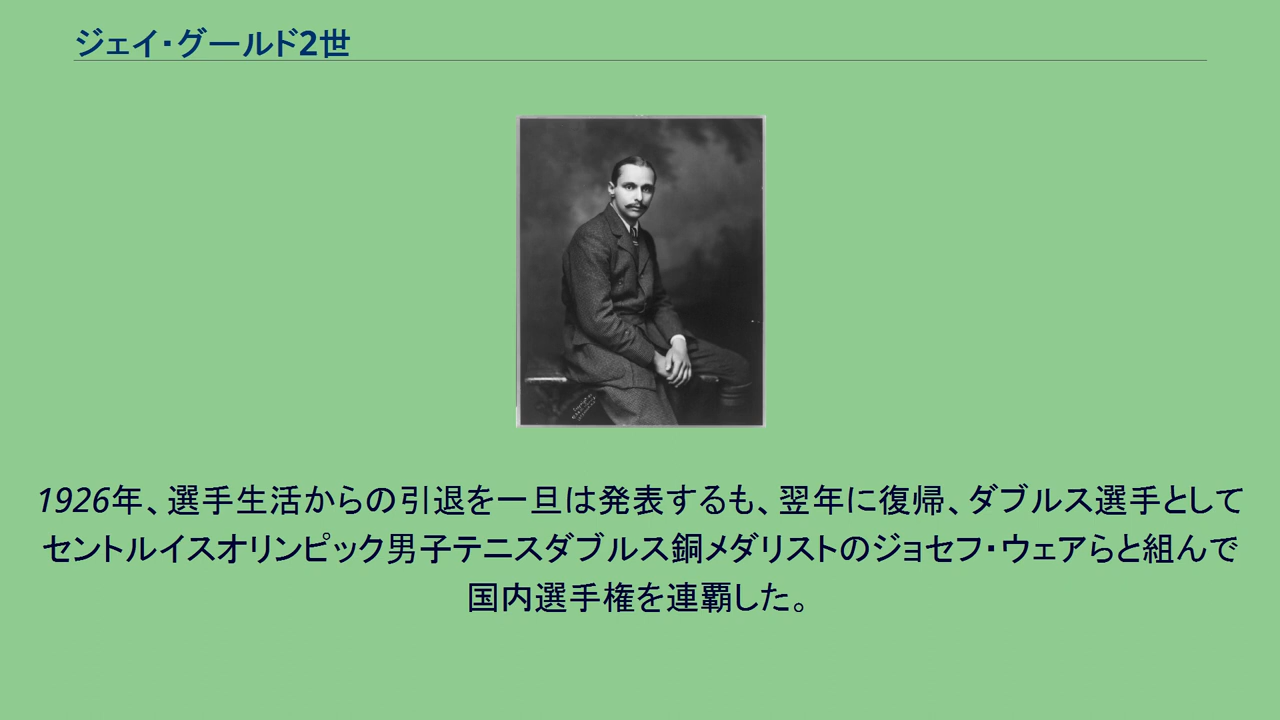 ジェイ・グールド2世
1926年、選手生活からの引退を一旦は発表するも、翌年に復帰、ダブルス選手として
セントルイスオリンピック男子テニスダブルス銅メダリストのジョセフ・ウェアらと組んで
国内選手権を連覇した。